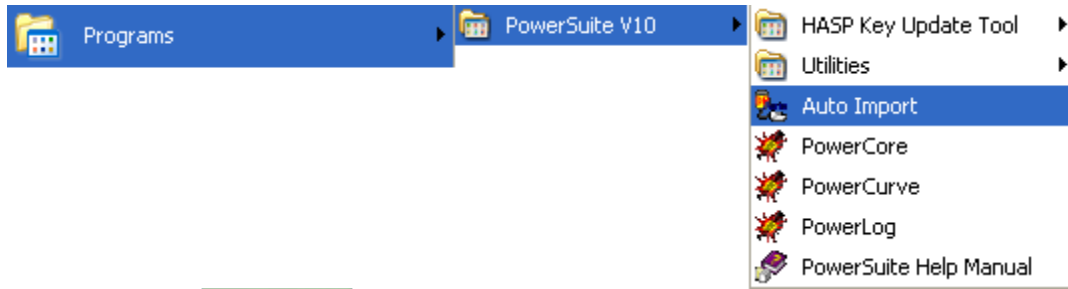 Programs
PowerSuite V10
HASP Key Update Tool
Utilities
Auto Import
PowerCore
PowerCurve
PowerLog
PowerSuite Help Manual